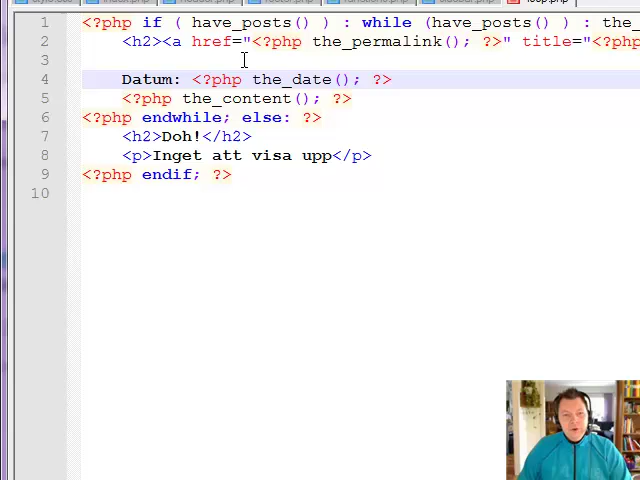 1 <?php if ( have_posts() ) : while (have_posts() ) : the_
2 <h2><a href="<?php the_permalink(); ?>" title="<?php
3
4 Datum: <?php the_date(); ?>
5 <?php the_content(); ?>
6 <?php endwhile; else: ?>
7 <h2>Doh!</h2>
8 <p>Inget att visa upp</p>
9 <?php endif; ?>
10